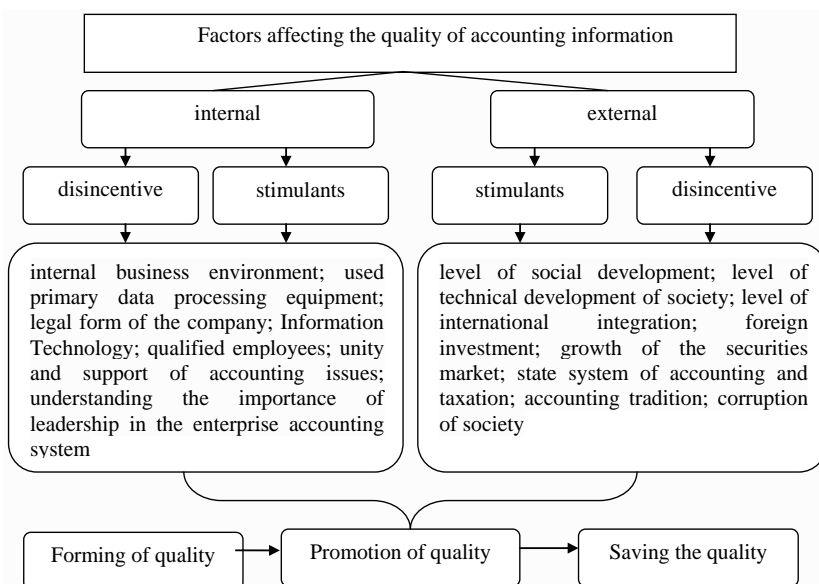 Factors affecting the quality of accounting information
internal
external
disincentive
stimulants
stimulants
disincentive
internal business environment; used
primary data processing equipment;
legal form of the company; Information
Technology; qualified employees; unity
and support of accounting issues;
understanding the importance of
leadership in the enterprise accounting
system
level of social development; level of
technical development of society; level of
international integration; foreign
investment; growth of the securities
market; state system of accounting and
taxation; accounting tradition; corruption
of society
Forming of quality
Promotion of quality
Saving the quality